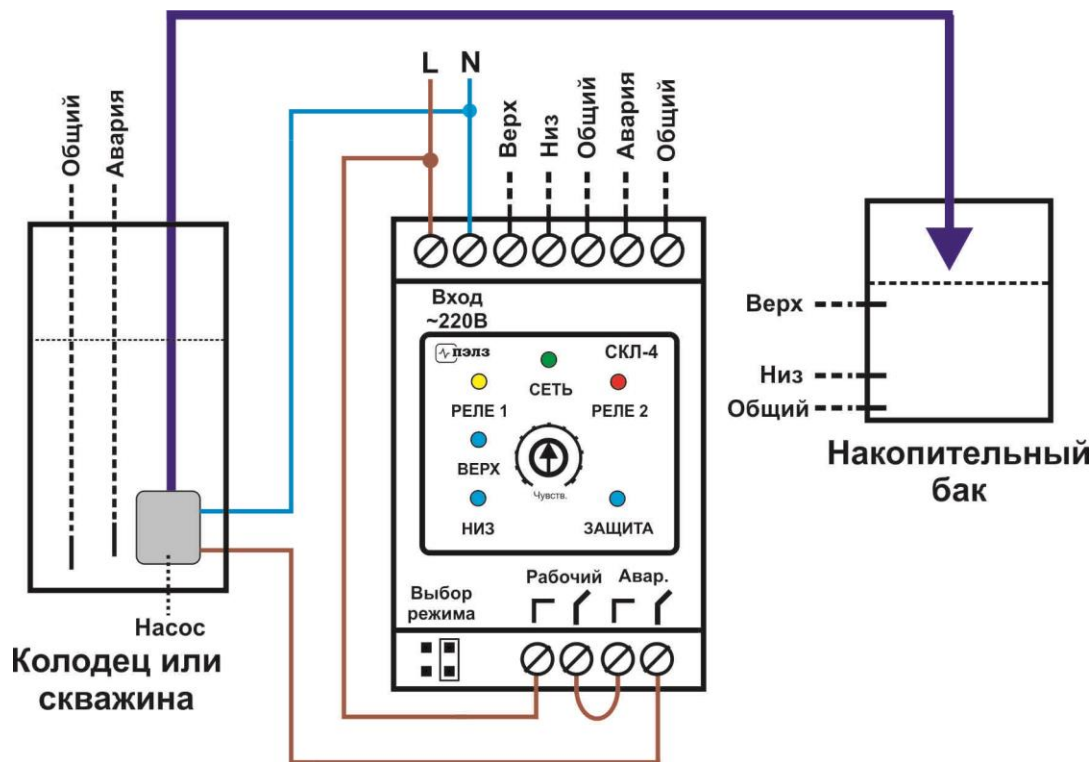 L N
Общий
Авария
Верх
Низ
Общий
Авария
Общий
Вход
~220В
пэлз
СКЛ-4
СЕТЬ
РЕЛЕ 1
РЕЛЕ 2
ВЕРХ
Чувств.
НИЗ
ЗАЩИТА
Рабочий
Авар.
Выбор
режима
Насос
Колодец или
скважина
Верх
Низ
Общий
Накопительный
бак